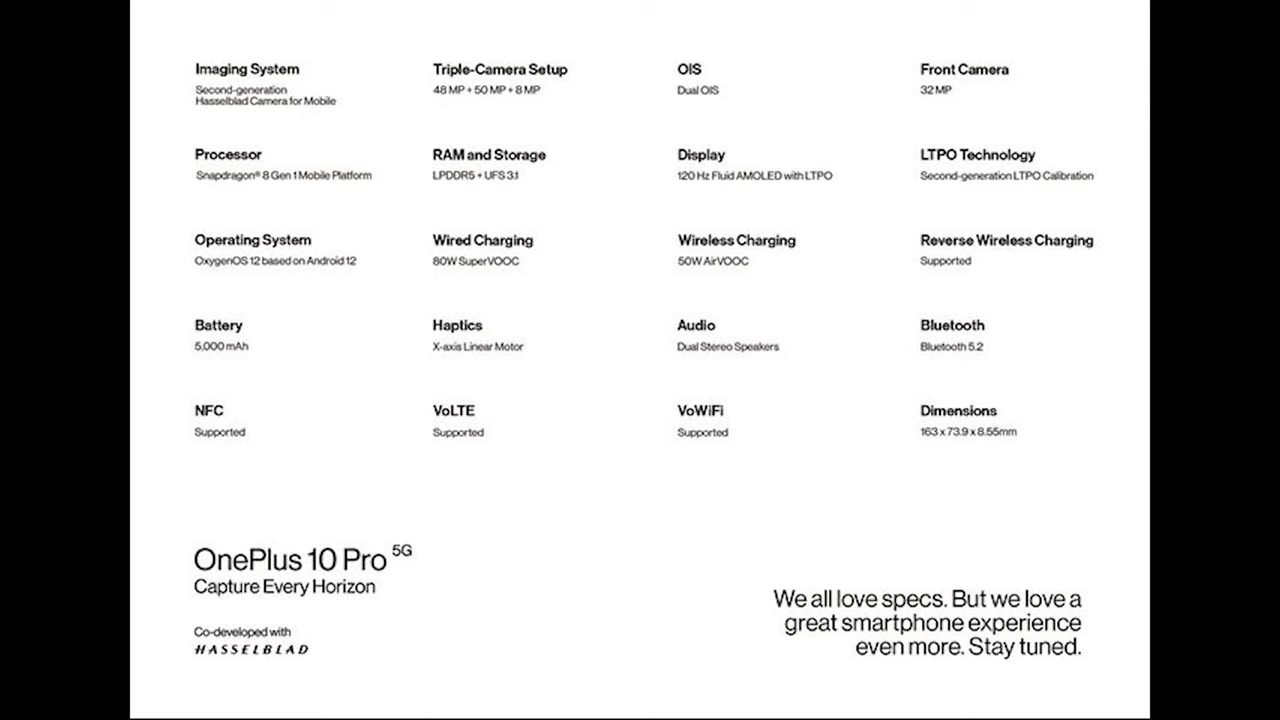 Imaging System
Second-generation
Hasselblad Camera for Mobile
Triple-Camera Setup
48 MP + 50 MP + 8 MP
OIS
Dual OIS
Front Camera
32 MP
Processor
Snapdragon® 8 Gen 1 Mobile Platform
RAM and Storage
LPDDR5 + UFS 3.1
Display
120 Hz Fluid AMOLED with LTPO
LTPO Technology
Second-generation LTPO Calibration
Operating System
OxygenOS 12 based on Android 12
Wired Charging
80W SuperVOOC
Wireless Charging
50W AirVOOC
Reverse Wireless Charging
Supported
Battery
5,000 mAh
Haptics
X-axis Linear Motor
Audio
Dual Stereo Speakers
Bluetooth
Bluetooth 5.2
NFC
Supported
VoLTE
Supported
VoWiFi
Supported
Dimensions
163 x 73.9 x 8.55mm
OnePlus 10 Pro 5G
Capture Every Horizon
Co-developed with
HASSELBLAD
We all love specs. But we love a
great smartphone experience
even more. Stay tuned.